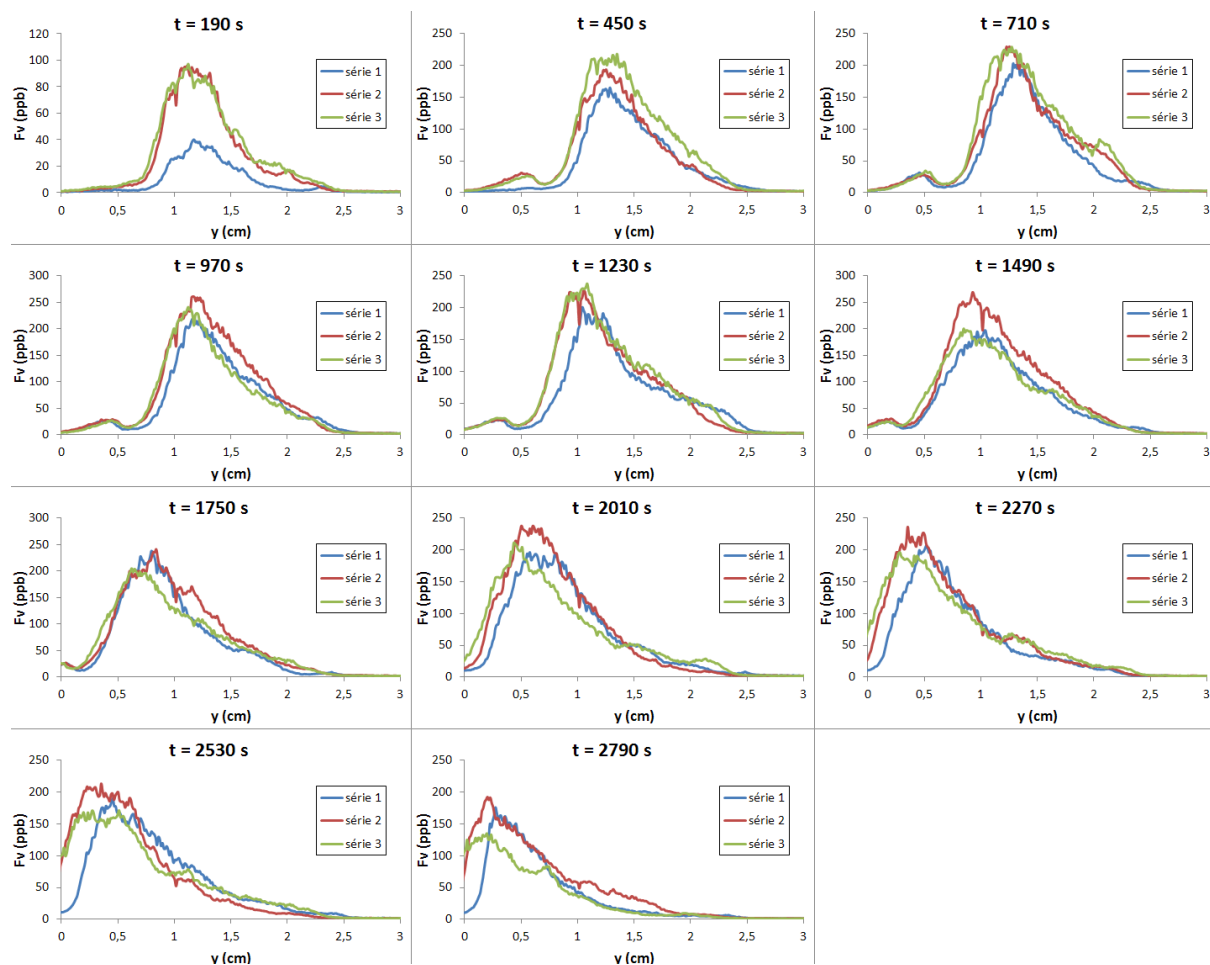 t = 190 s
120
100
80
60
40
20
0
Fv (ppb)
0 0,5 1 1,5 2 2,5 3
y (cm)
série 1
série 2
série 3
t = 450 s
250
200
150
100
50
0
Fv (ppb)
0 0,5 1 1,5 2 2,5 3
y (cm)
série 1
série 2
série 3
t = 710 s
250
200
150
100
50
0
Fv (ppb)
0 0,5 1 1,5 2 2,5 3
y (cm)
série 1
série 2
série 3
t = 970 s
300
250
200
150
100
50
0
Fv (ppb)
0 0,5 1 1,5 2 2,5 3
y (cm)
série 1
série 2
série 3
t = 1230 s
250
200
150
100
50
0
Fv (ppb)
0 0,5 1 1,5 2 2,5 3
y (cm)
série 1
série 2
série 3
t = 1490 s
300
250
200
150
100
50
0
Fv (ppb)
0 0,5 1 1,5 2 2,5 3
y (cm)
série 1
série 2
série 3
t = 1750 s
300
250
200
150
100
50
0
Fv (ppb)
0 0,5 1 1,5 2 2,5 3
y (cm)
série 1
série 2
série 3
t = 2010 s
250
200
150
100
50
0
Fv (ppb)
0 0,5 1 1,5 2 2,5 3
y (cm)
série 1
série 2
série 3
t = 2270 s
250
200
150
100
50
0
Fv (ppb)
0 0,5 1 1,5 2 2,5 3
y (cm)
série 1
série 2
série 3
t = 2530 s
250
200
150
100
50
0
Fv (ppb)
0 0,5 1 1,5 2 2,5 3
y (cm)
série 1
série 2
série 3
t = 2790 s
250
200
150
100
50
0
Fv (ppb)
0 0,5 1 1,5 2 2,5 3
y (cm)
série 1
série 2
série 3